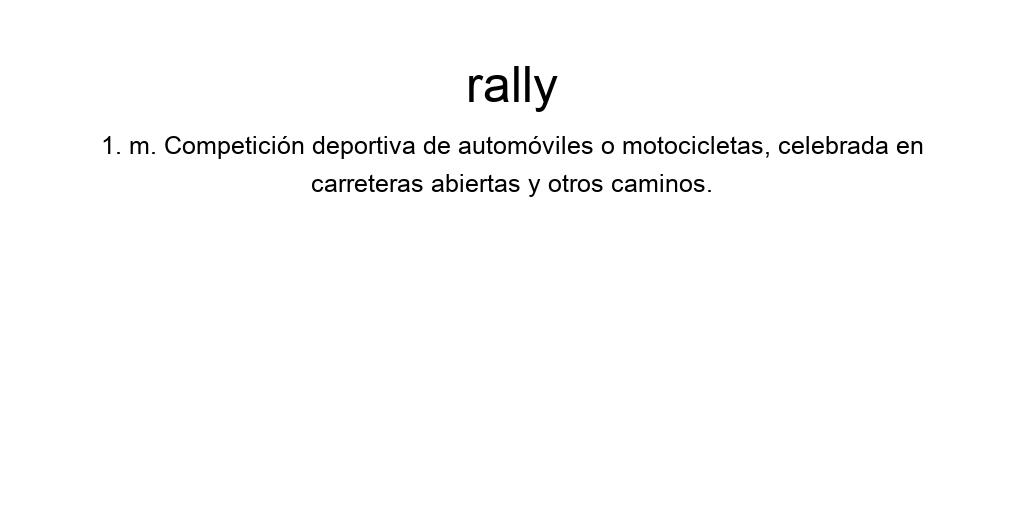 rally
1. m. Competición deportiva de automóviles o motocicletas, celebrada en
carreteras abiertas y otros caminos.